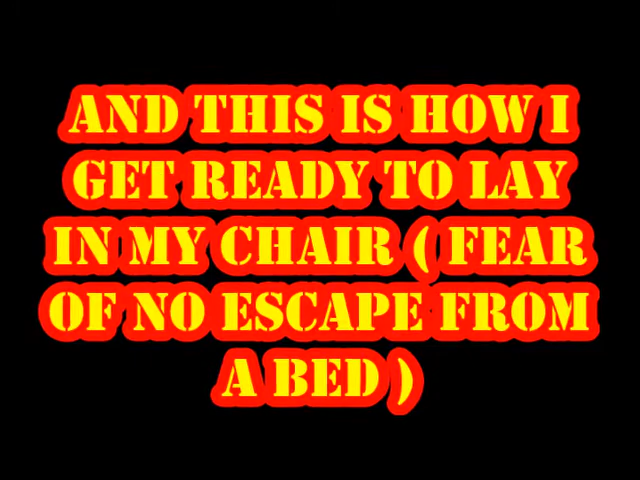 AND THIS IS HOW I
GET READY TO LAY
IN MY CHAIR ( FEAR
OF NO ESCAPE FROM
A BED )